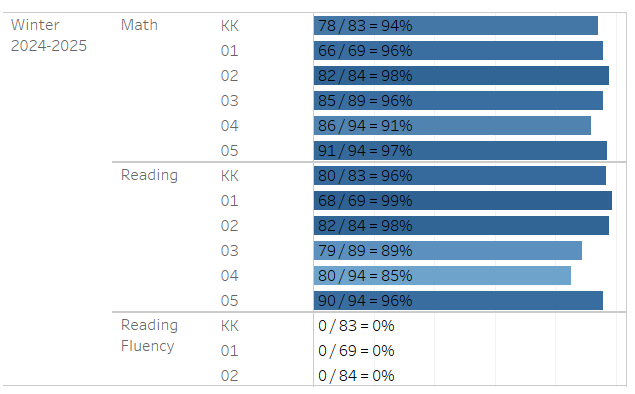 Winter
2024-2025
Math
KK 78 / 83 = 94%
01 66 / 69 = 96%
02 82 / 84 = 98%
03 85 / 89 = 96%
04 86 / 94 = 91%
05 91 / 94 = 97%
Reading
KK 80 / 83 = 96%
01 68 / 69 = 99%
02 82 / 84 = 98%
03 79 / 89 = 89%
04 80 / 94 = 85%
05 90 / 94 = 96%
Reading
Fluency
KK 0 / 83 = 0%
01 0 / 69 = 0%
02 0 / 84 = 0%